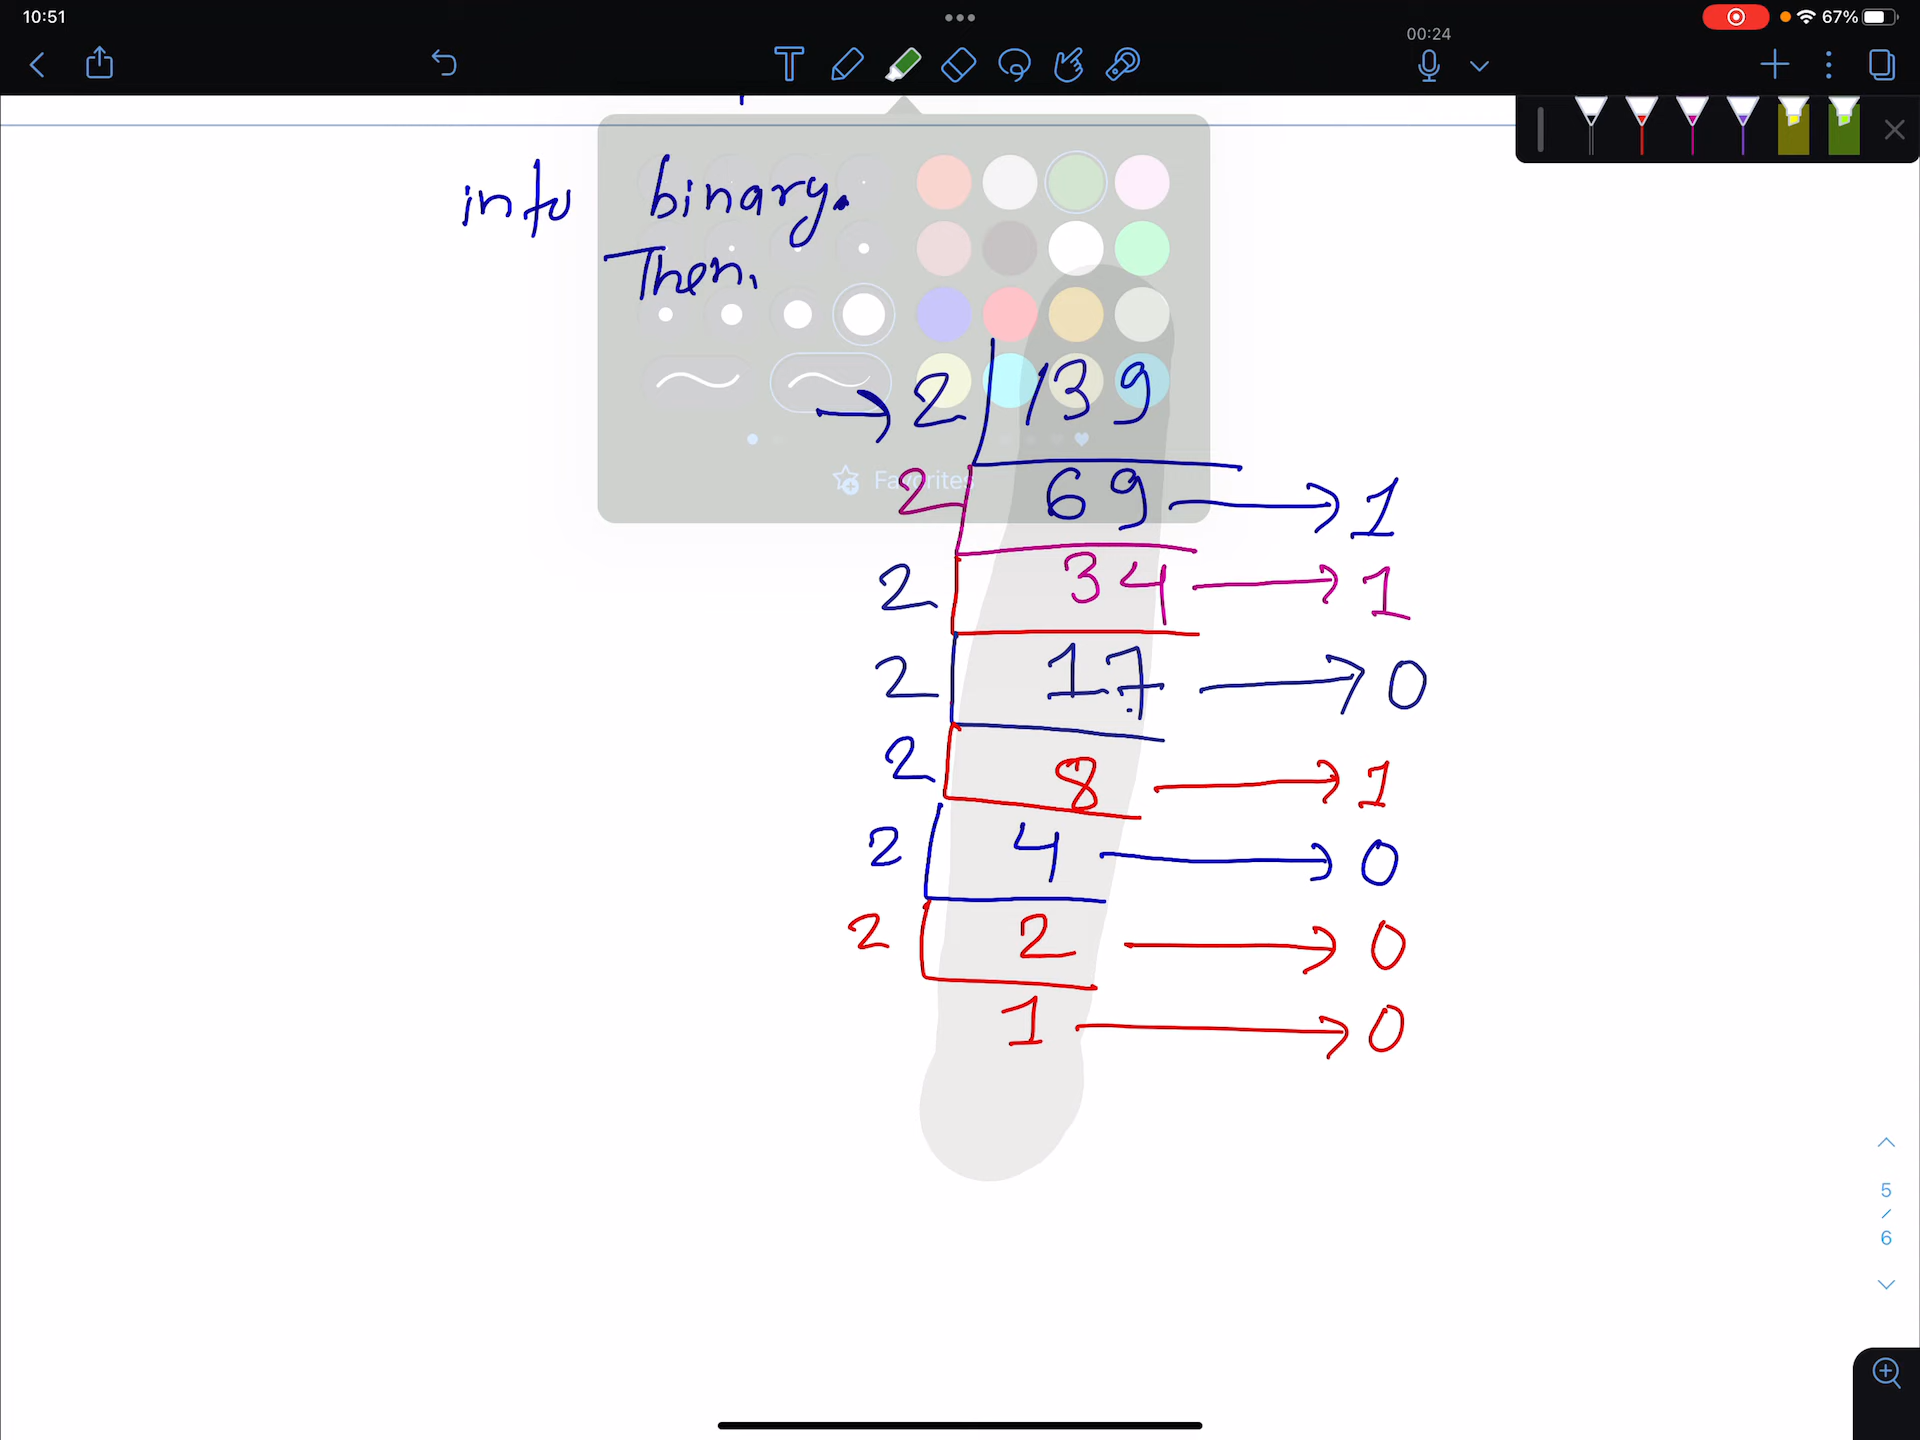 10:51
67%
00:24
into binary.
Then,
→ 2 139
Favorites
2 69 → 1
2 34 → 1
2 17 → 0
2 8 → 1
2 4 → 0
2 2 → 0
1 → 0
5
/
6